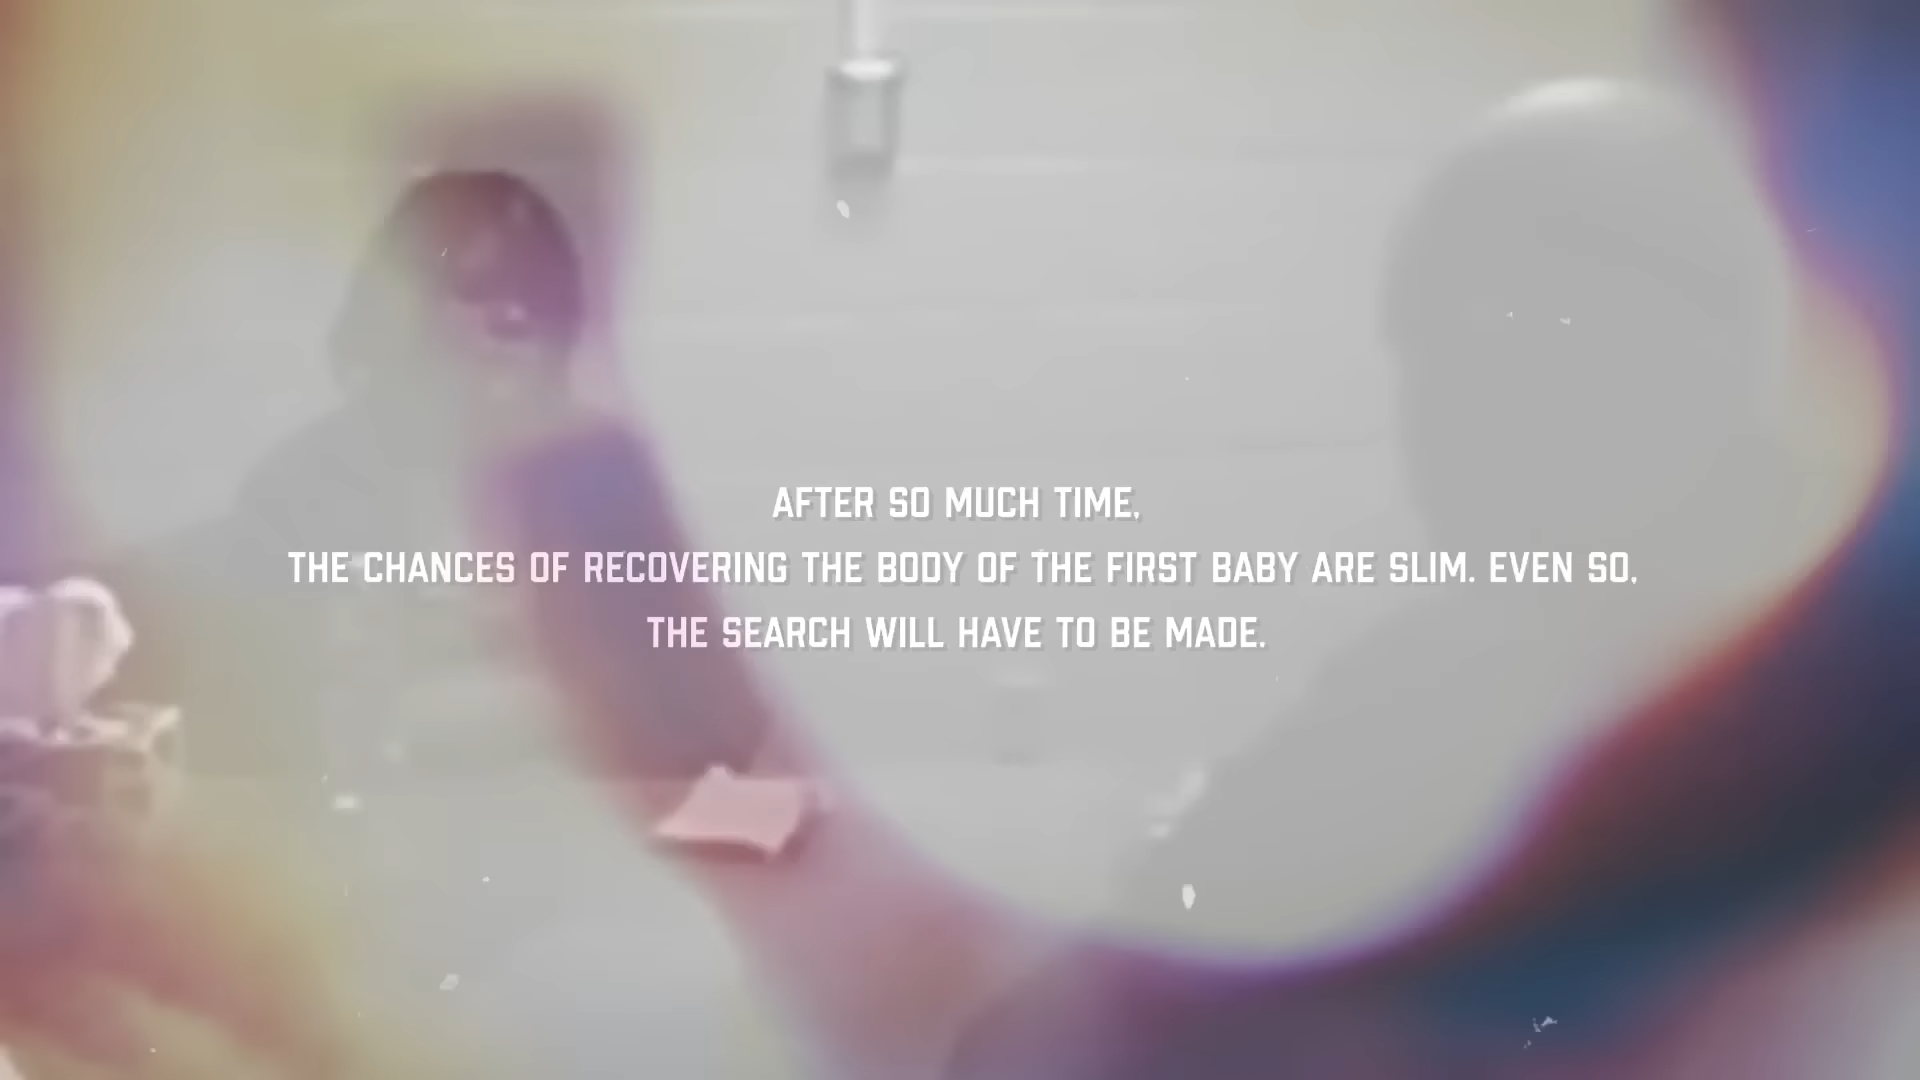 AFTER SO MUCH TIME,
THE CHANCES OF RECOVERING THE BODY OF THE FIRST BABY ARE SLIM. EVEN SO,
THE SEARCH WILL HAVE TO BE MADE.